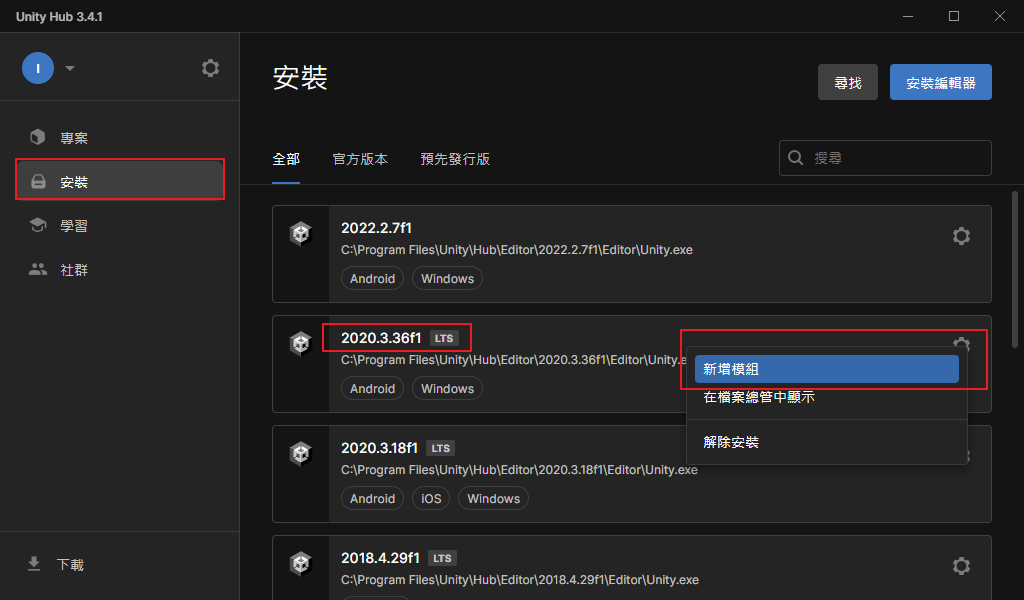 Unity Hub 3.4.1
I
專案
安裝
學習
社群
下載
安裝
尋找
安裝編輯器
全部
官方版本
預先發行版
搜尋
2022.2.7f1
C:\Program Files\Unity\Hub\Editor\2022.2.7f1\Editor\Unity.exe
Android Windows
2020.3.36f1 LTS
C:\Program Files\Unity\Hub\Editor\2020.3.36f1\Editor\Unity.e
Android Windows
新增模組
在檔案總管中顯示
解除安裝
2020.3.18f1 LTS
C:\Program Files\Unity\Hub\Editor\2020.3.18f1\Editor\Unity.exe
Android iOS Windows
2018.4.29f1 LTS
C:\Program Files\Unity\Hub\Editor\2018.4.29f1\Editor\Unity.exe